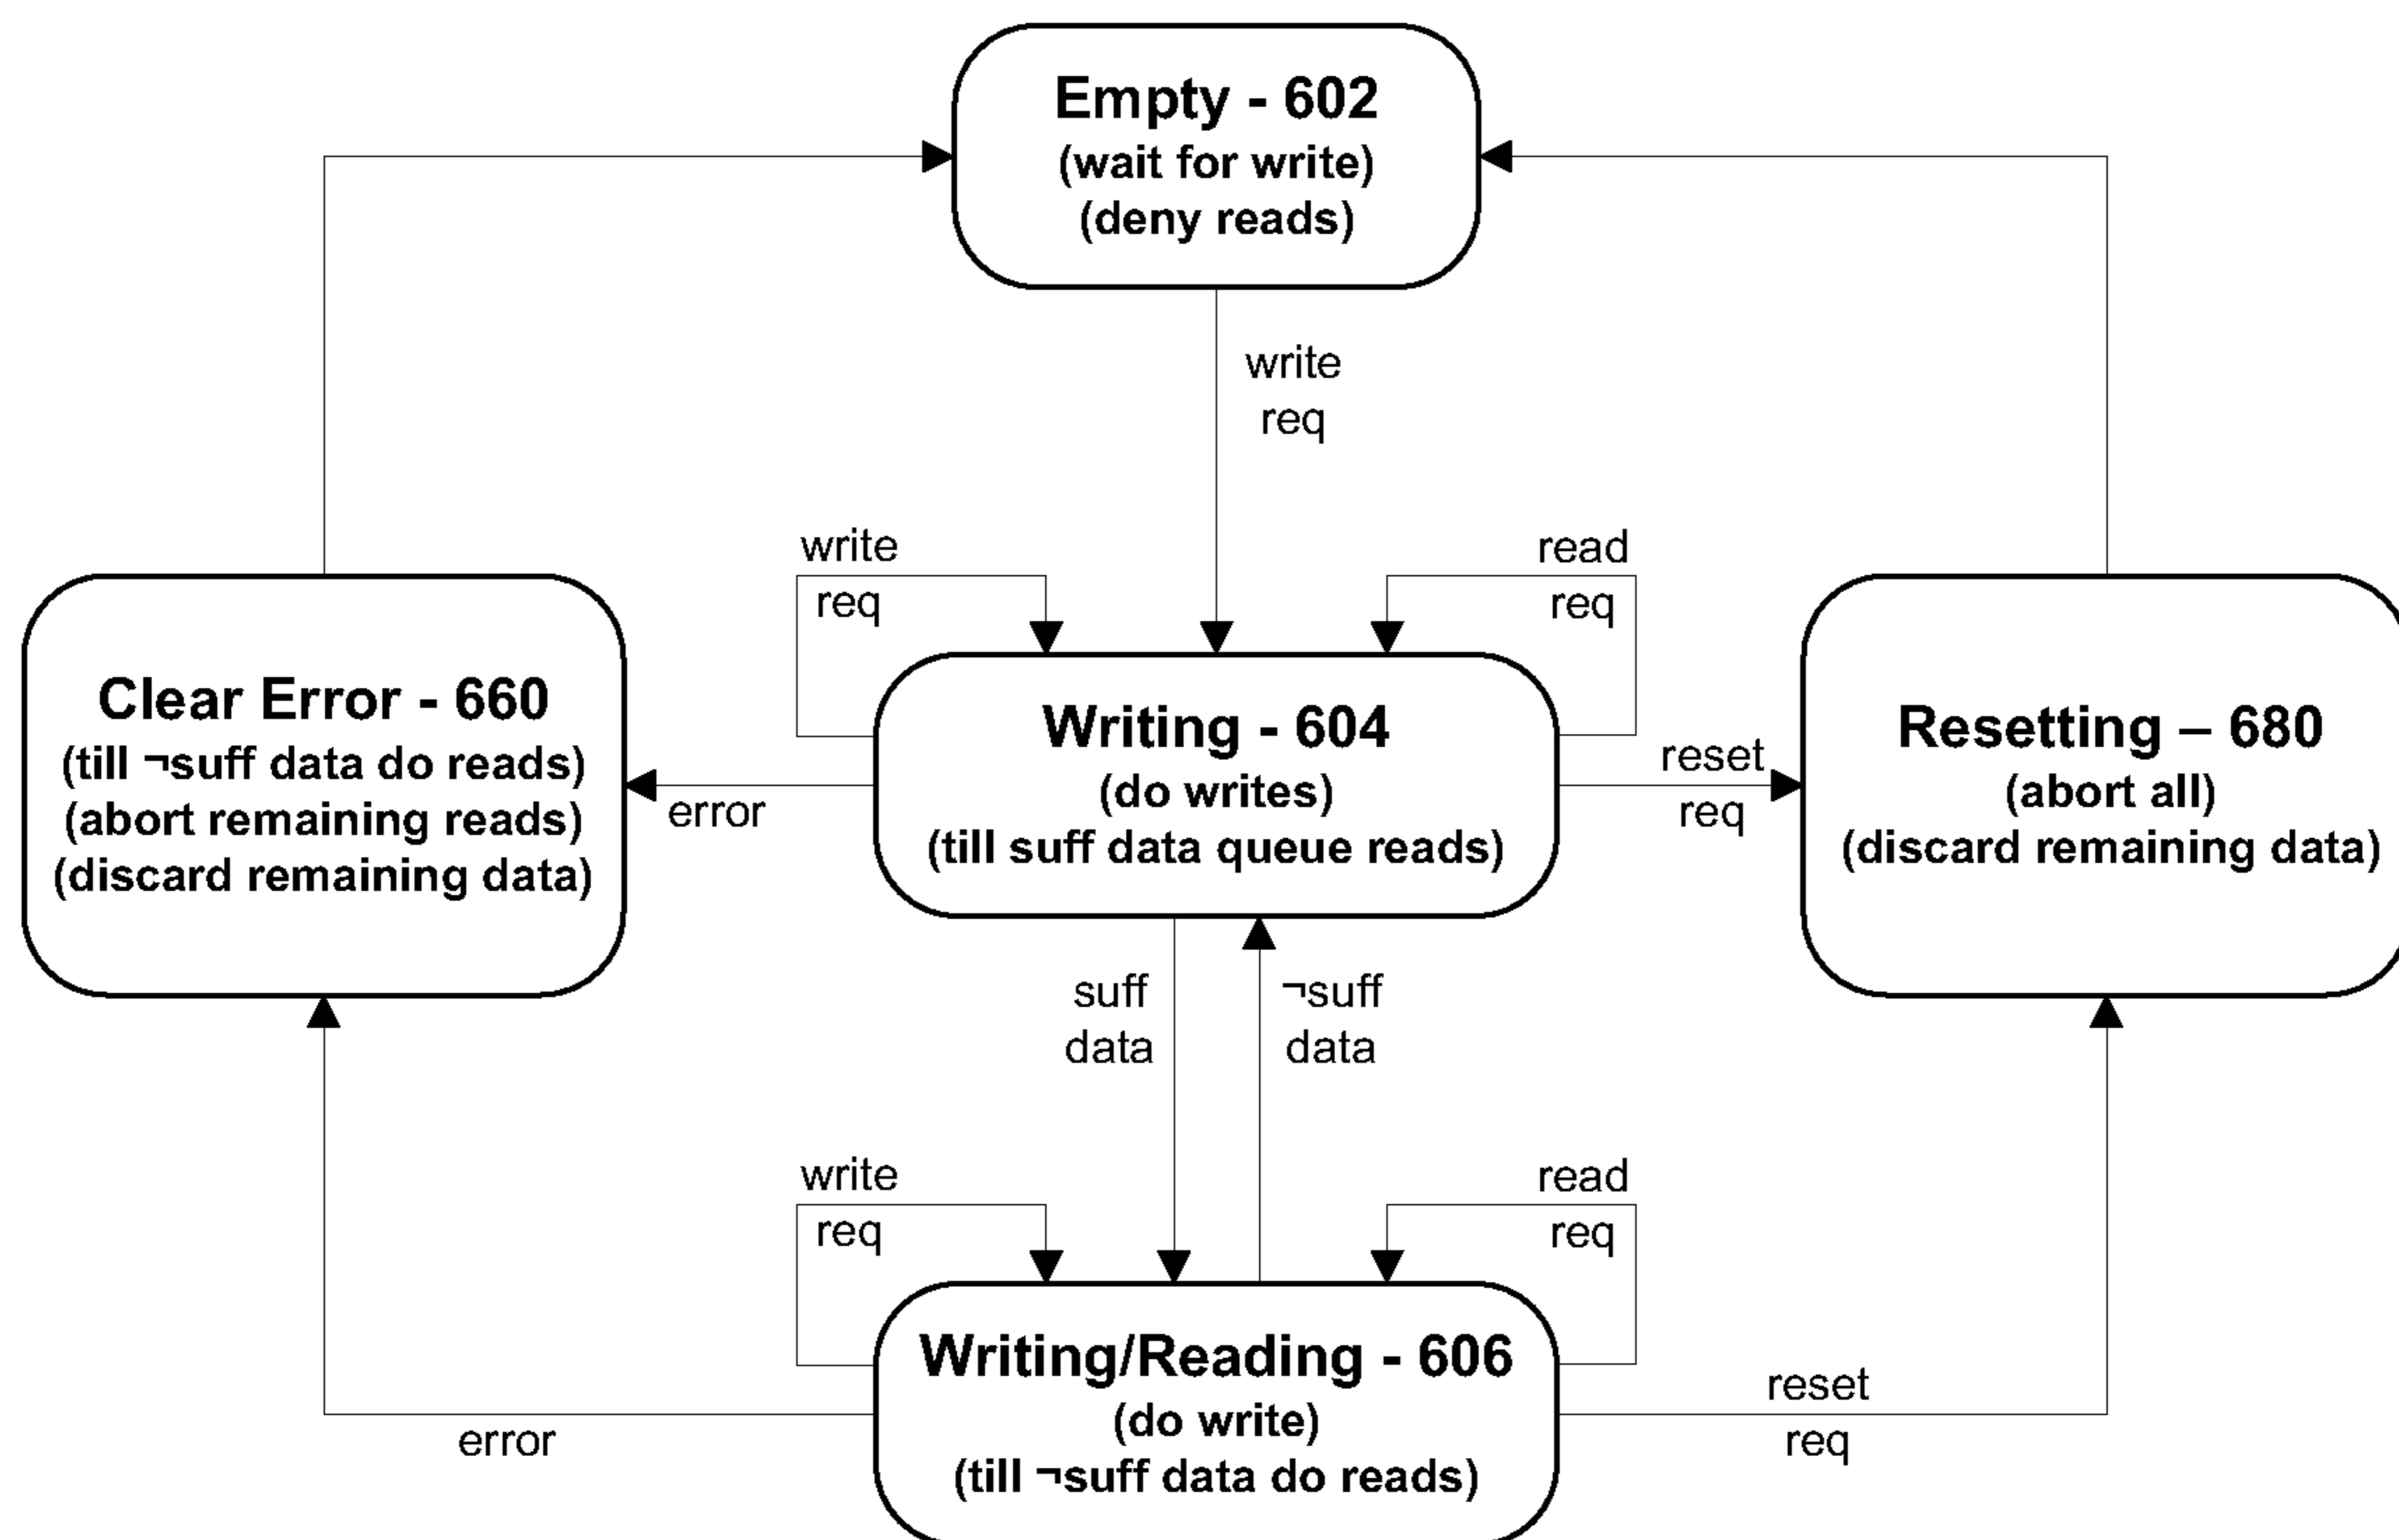 Empty - 602
(wait for write)
(deny reads)
write
req
write
req
read
req
Clear Error - 660
(till ¬suff data do reads)
(abort remaining reads)
(discard remaining data)
error
Writing - 604
(do writes)
(till suff data queue reads)
reset
req
Resetting – 680
(abort all)
(discard remaining data)
suff
data
¬suff
data
write
req
read
req
Writing/Reading - 606
(do write)
(till ¬suff data do reads)
error
reset
req